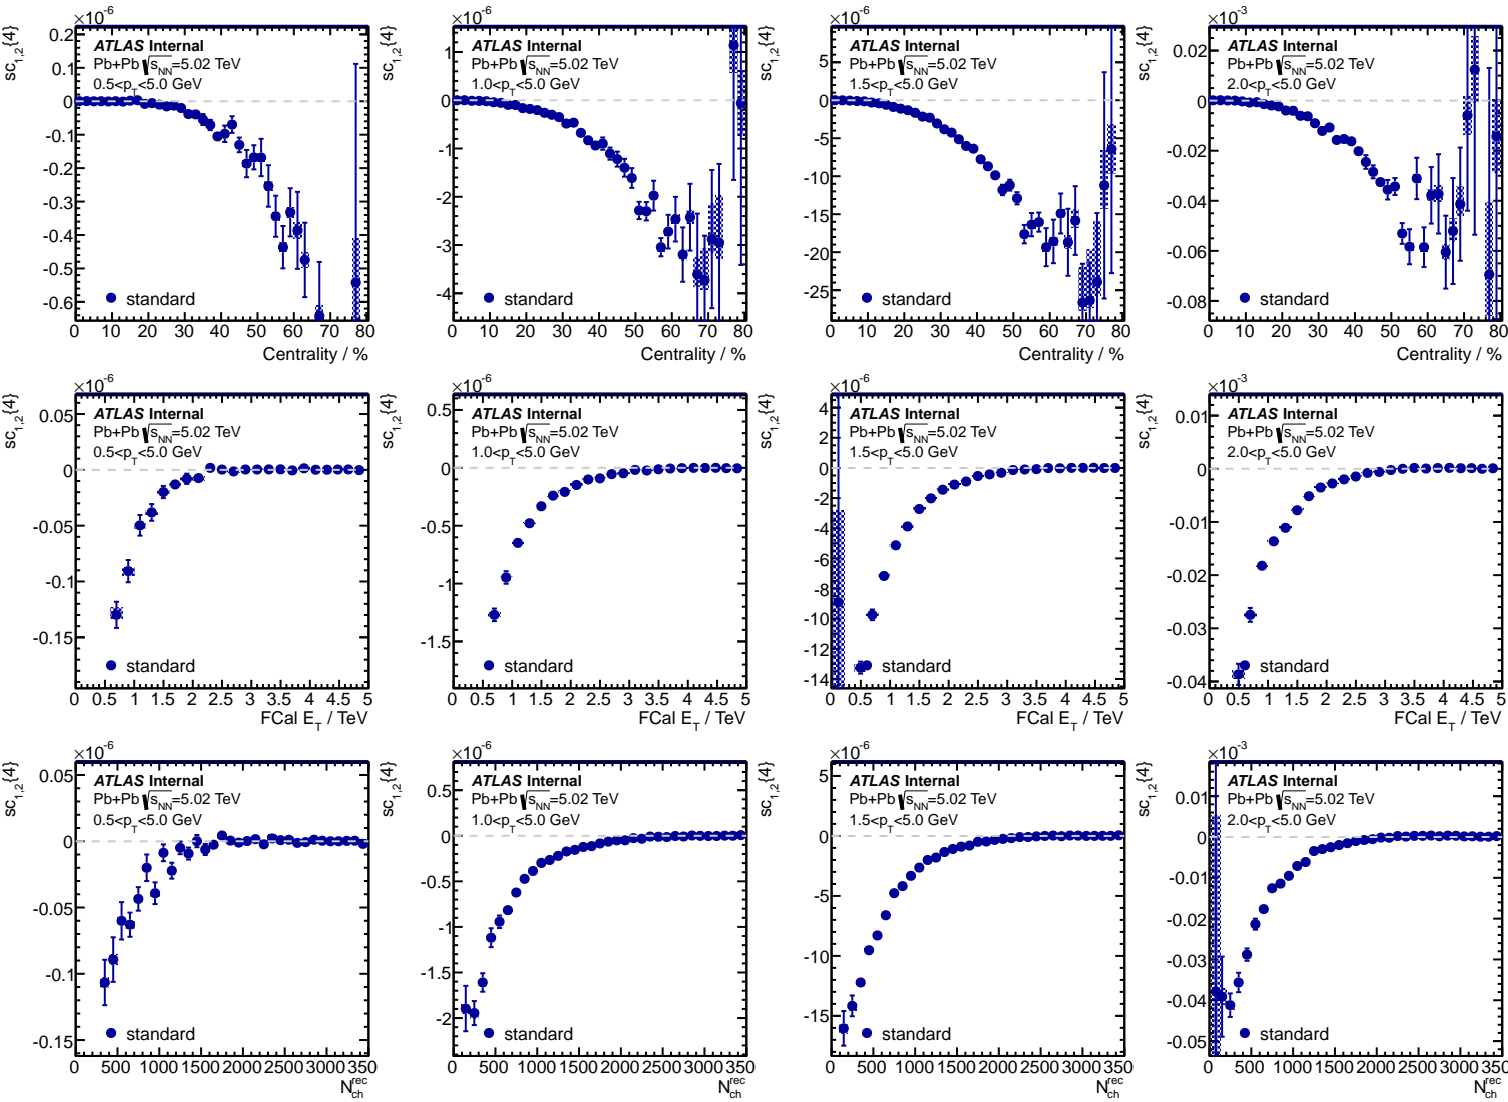 ×10⁻⁶
sc₁,₂{4}
ATLAS Internal
Pb+Pb √sNN=5.02 TeV
0.5<pT<5.0 GeV
0.2
0.1
0
-0.1
-0.2
-0.3
-0.4
-0.5
-0.6
standard
0 10 20 30 40 50 60 70 80
Centrality / %
×10⁻⁶
sc₁,₂{4}
ATLAS Internal
Pb+Pb √sNN=5.02 TeV
1.0<pT<5.0 GeV
1
0
-1
-2
-3
-4
standard
0 10 20 30 40 50 60 70 80
Centrality / %
×10⁻⁶
sc₁,₂{4}
ATLAS Internal
Pb+Pb √sNN=5.02 TeV
1.5<pT<5.0 GeV
5
0
-5
-10
-15
-20
-25
standard
0 10 20 30 40 50 60 70 80
Centrality / %
×10⁻³
sc₁,₂{4}
ATLAS Internal
Pb+Pb √sNN=5.02 TeV
2.0<pT<5.0 GeV
0.02
0
-0.02
-0.04
-0.06
-0.08
standard
0 10 20 30 40 50 60 70 80
Centrality / %
×10⁻⁶
sc₁,₂{4}
ATLAS Internal
Pb+Pb √sNN=5.02 TeV
0.5<pT<5.0 GeV
0.05
0
-0.05
-0.1
-0.15
standard
0 0.5 1 1.5 2 2.5 3 3.5 4 4.5 5
FCal ET / TeV
×10⁻⁶
sc₁,₂{4}
ATLAS Internal
Pb+Pb √sNN=5.02 TeV
1.0<pT<5.0 GeV
0.5
0
-0.5
-1
-1.5
standard
0 0.5 1 1.5 2 2.5 3 3.5 4 4.5 5
FCal ET / TeV
×10⁻⁶
sc₁,₂{4}
ATLAS Internal
Pb+Pb √sNN=5.02 TeV
1.5<pT<5.0 GeV
4
2
0
-2
-4
-6
-8
-10
-12
-14
standard
0 0.5 1 1.5 2 2.5 3 3.5 4 4.5 5
FCal ET / TeV
×10⁻³
sc₁,₂{4}
ATLAS Internal
Pb+Pb √sNN=5.02 TeV
2.0<pT<5.0 GeV
0.01
0
-0.01
-0.02
-0.03
-0.04
standard
0 0.5 1 1.5 2 2.5 3 3.5 4 4.5 5
FCal ET / TeV
×10⁻⁶
sc₁,₂{4}
ATLAS Internal
Pb+Pb √sNN=5.02 TeV
0.5<pT<5.0 GeV
0.05
0
-0.05
-0.1
-0.15
standard
0 500 1000 1500 2000 2500 3000 350
Nch rec
×10⁻⁶
sc₁,₂{4}
ATLAS Internal
Pb+Pb √sNN=5.02 TeV
1.0<pT<5.0 GeV
0.5
0
-0.5
-1
-1.5
-2
standard
0 500 1000 1500 2000 2500 3000 350
Nch rec
×10⁻⁶
sc₁,₂{4}
ATLAS Internal
Pb+Pb √sNN=5.02 TeV
1.5<pT<5.0 GeV
5
0
-5
-10
-15
standard
0 500 1000 1500 2000 2500 3000 350
Nch rec
×10⁻³
sc₁,₂{4}
ATLAS Internal
Pb+Pb √sNN=5.02 TeV
2.0<pT<5.0 GeV
0.01
0
-0.01
-0.02
-0.03
-0.04
-0.05
standard
0 500 1000 1500 2000 2500 3000 350
Nch rec